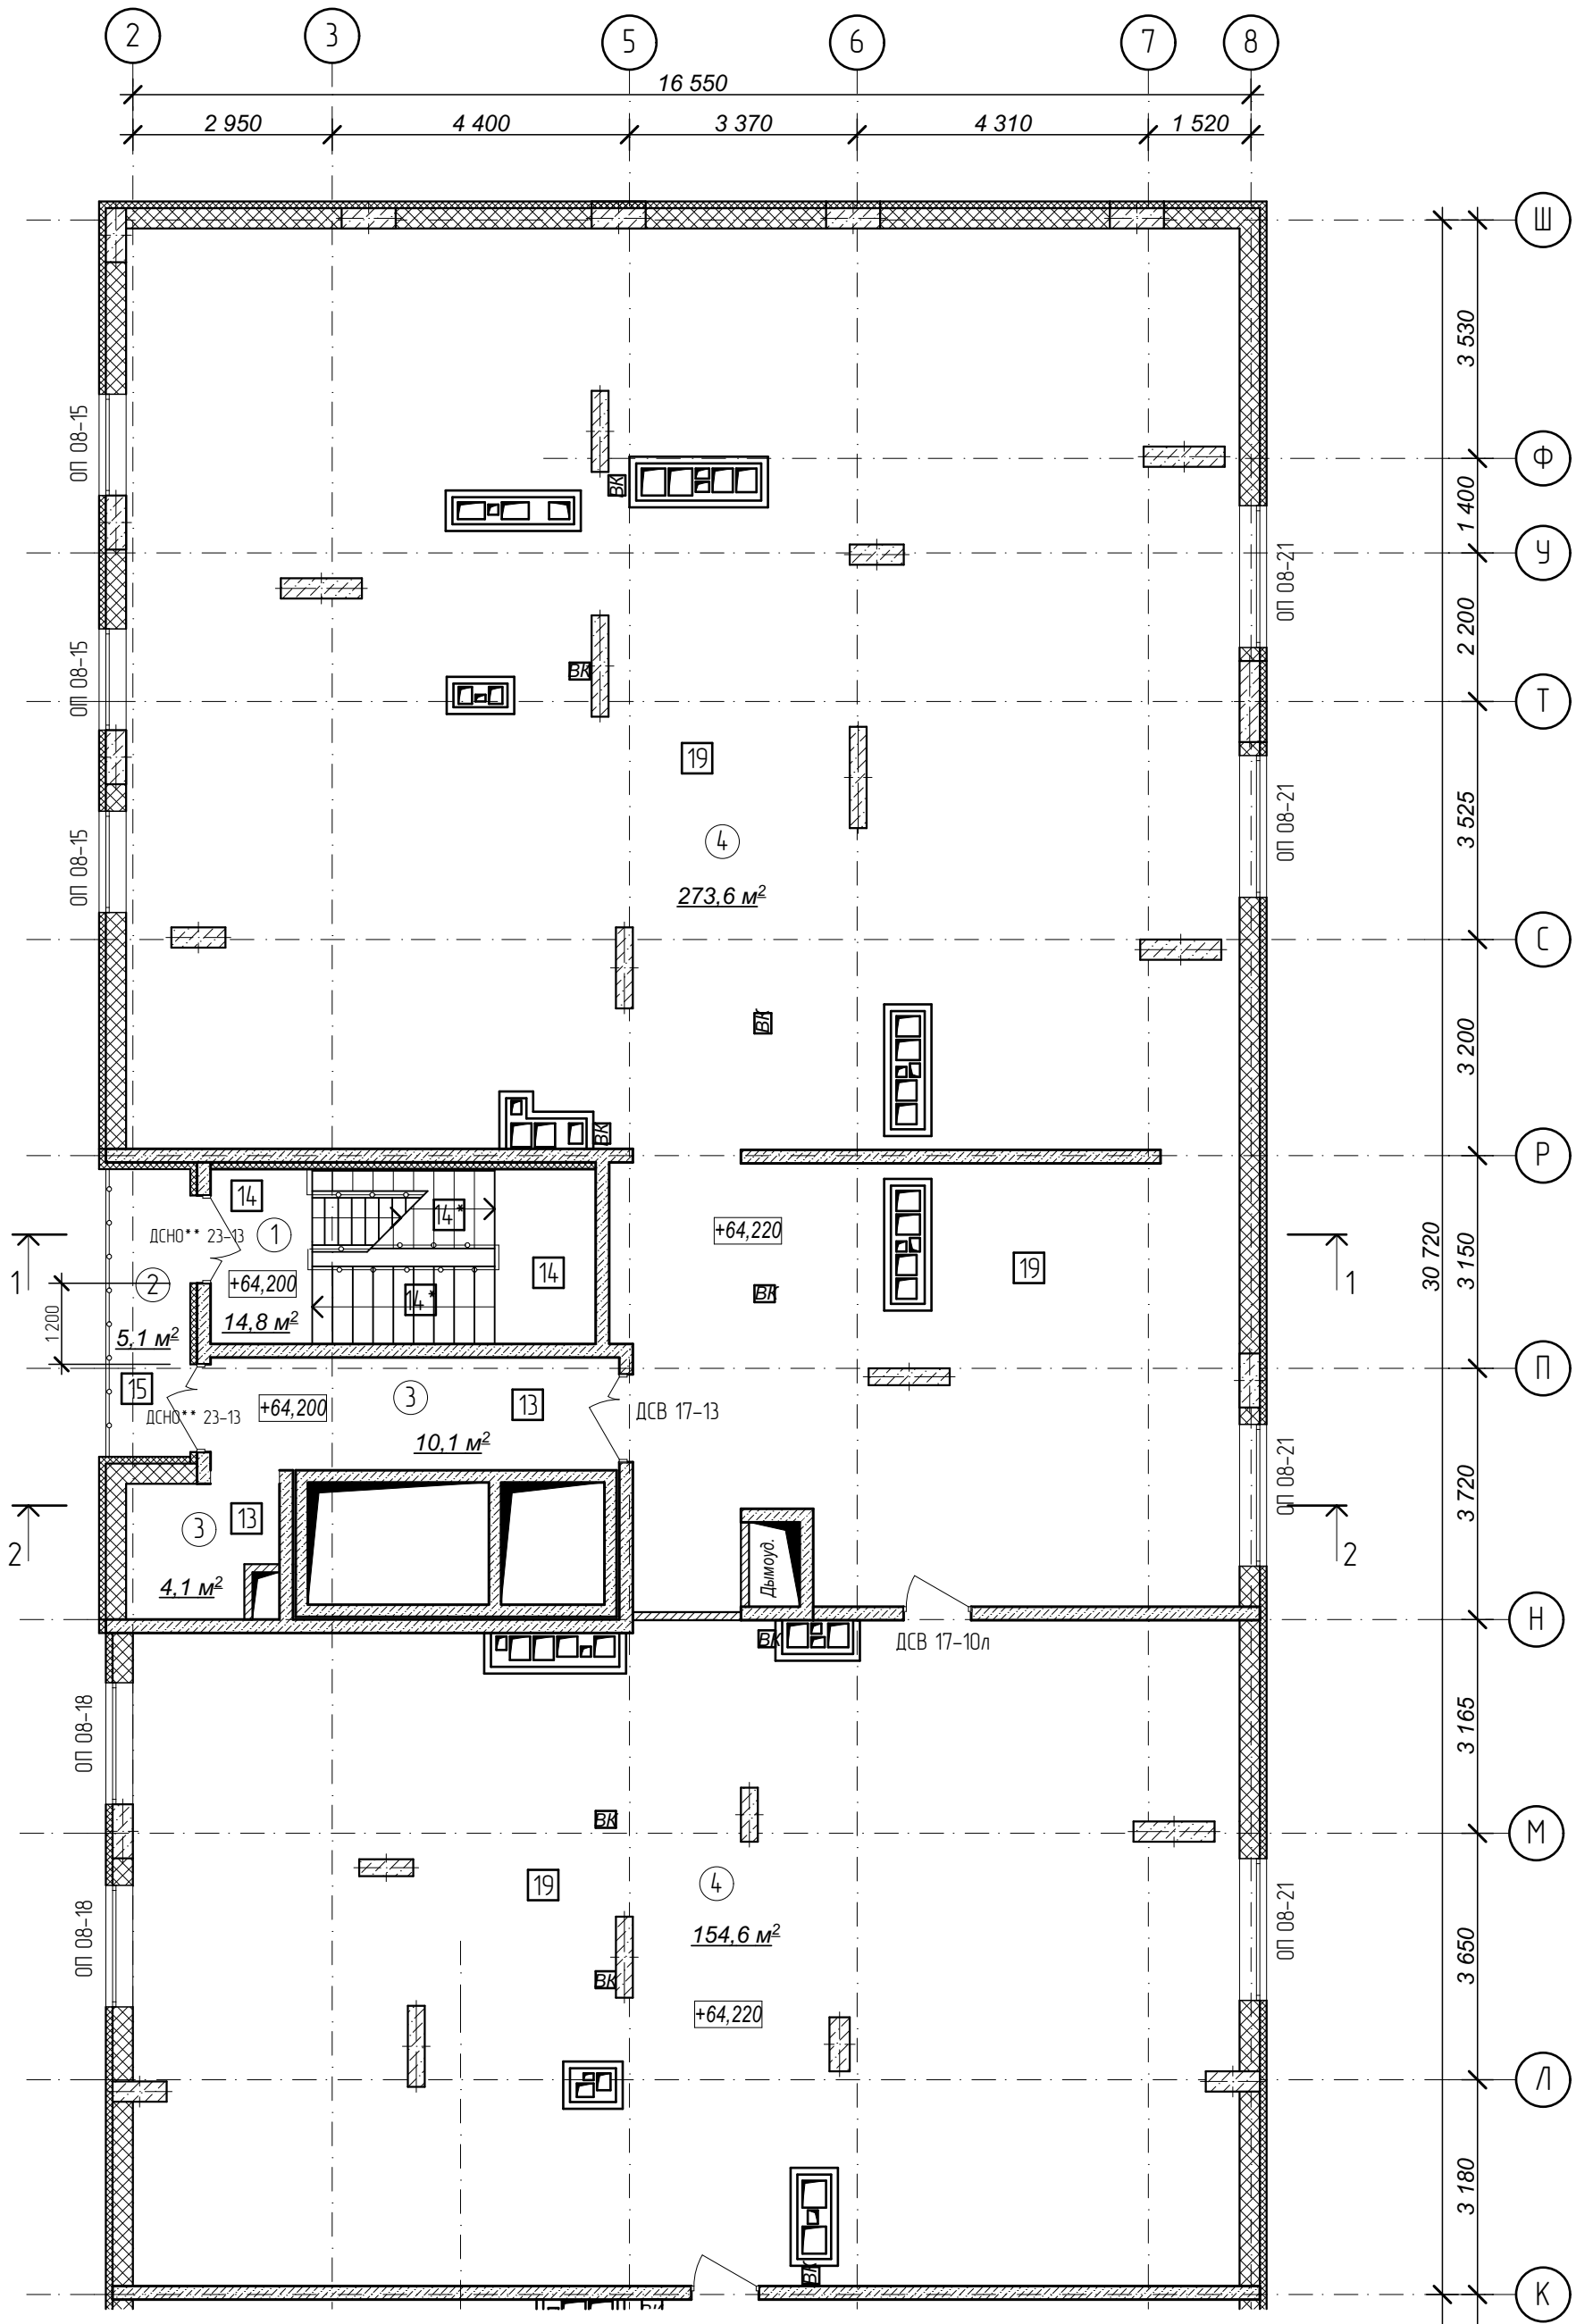 2 3 5 6 7 8
16 550
2 950 4 400 3 370 4 310 1 520
Ш
3 530
ОП 08-15
Ф
ВК
1 400
У
ОП 08-21
2 200
ОП 08-15
ВК
Т
19
3 525
ОП 08-21
ОП 08-15
4
273,6 м²
С
3 200
ВК
ВК
Р
14
14*
+64,220
ДСНО** 23-13
1
1
1
30 720
3 150
2
+64,200
14
19
14*
ВК
1200
5,1 м²
14,8 м²
П
15
3
+64,200
13
ДСВ 17-13
ДСНО** 23-13
10,1 м²
ОП 08-21
3 720
3
13
2
2
Дымоуд.
4,1 м²
Н
ВК
ДСВ 17-10л
ОП 08-18
3 165
ВК
М
19
4
ОП 08-18
154,6 м²
ОП 08-21
3 650
ВК
+64,220
Л
3 180
ВК
К
ВК